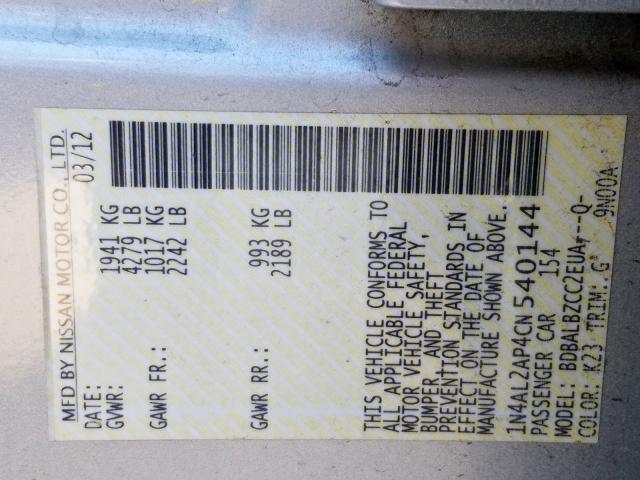 MFD BY NISSAN MOTOR CO., LTD.
DATE: 03/12
GVWR: 1941 KG
4279 LB
GAWR FR.: 1017 KG
2242 LB
GAWR RR.: 993 KG
2189 LB
THIS VEHICLE CONFORMS TO
ALL APPLICABLE FEDERAL
MOTOR VEHICLE SAFETY,
BUMPER AND THEFT
PREVENTION STANDARDS IN
EFFECT ON THE DATE OF
MANUFACTURE SHOWN ABOVE.
1N4AL2AP4CN540144
PASSENGER CAR 154
MODEL: BDBALBZCC2EUA---Q-
COLOR: K23 TRIM: G 9N00A